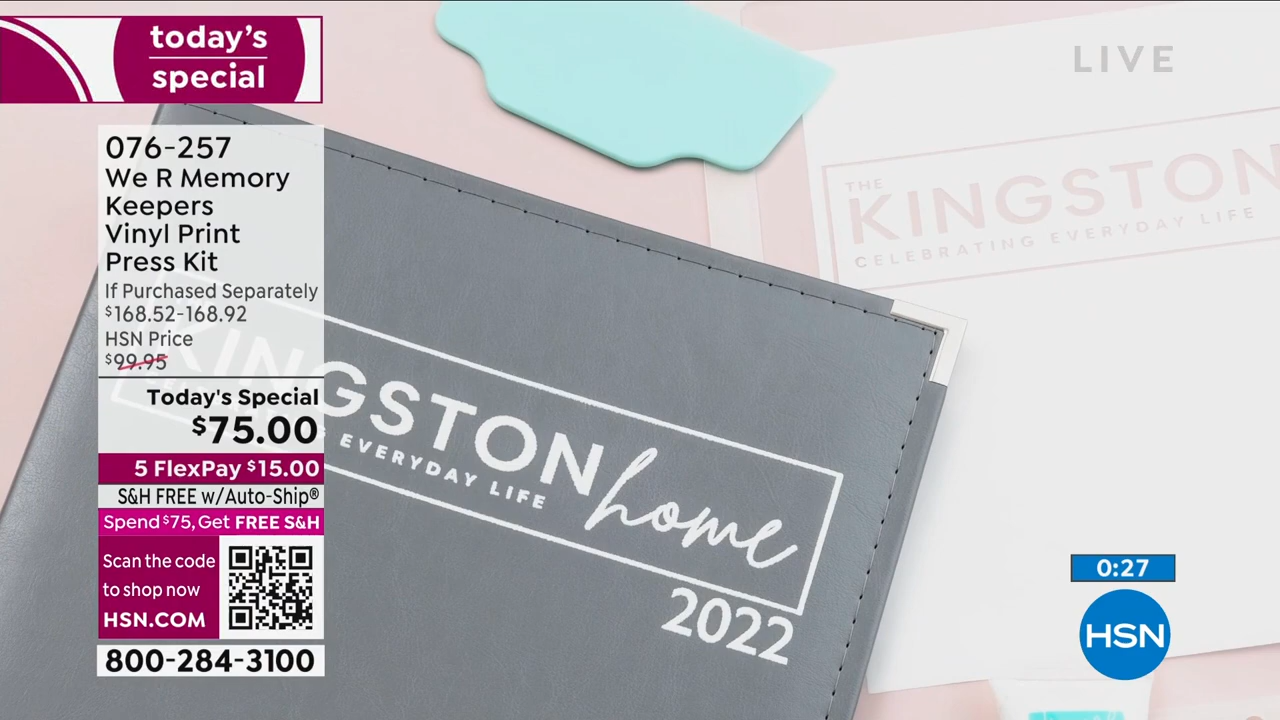 today's
special
LIVE
076-257
We R Memory
Keepers
Vinyl Print
Press Kit
If Purchased Separately
$168.52-168.92
HSN Price
$99.95
Today's Special
$75.00
5 FlexPay $15.00
S&H FREE w/Auto-Ship®
Spend $75, Get FREE S&H
Scan the code
to shop now
HSN.COM
800-284-3100
THE
KINGSTON
CELEBRATING EVERYDAY LIFE
KINGSTON home
EVERYDAY LIFE
2022
0:27
HSN